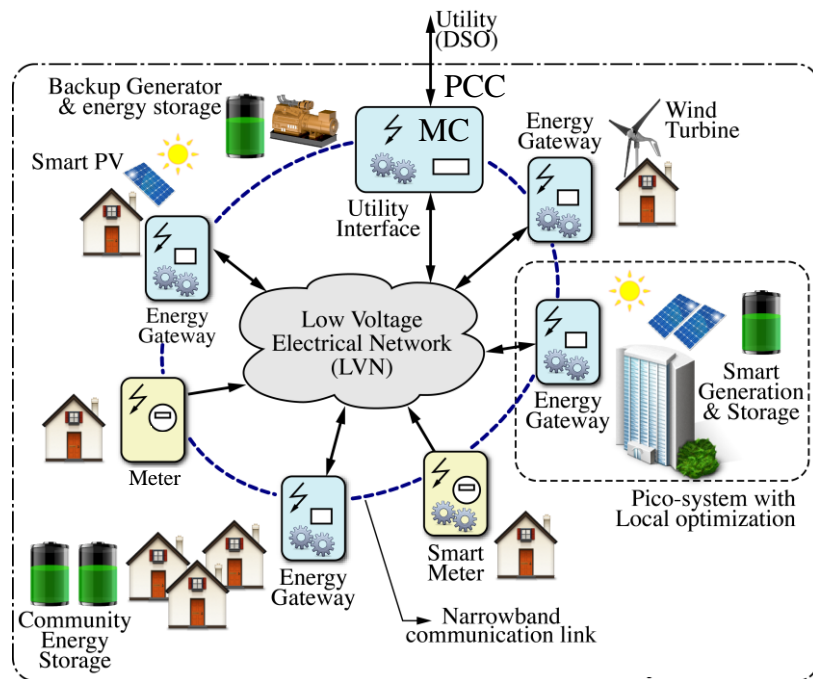 Utility
(DSO)
PCC
Backup Generator
& energy storage
MC
Energy
Gateway
Wind
Turbine
Smart PV
Utility
Interface
Energy
Gateway
Low Voltage
Electrical Network
(LVN)
Energy
Gateway
Smart
Generation
& Storage
Meter
Pico-system with
Local optimization
Energy
Gateway
Smart
Meter
Community
Energy
Storage
Narrowband
communication link